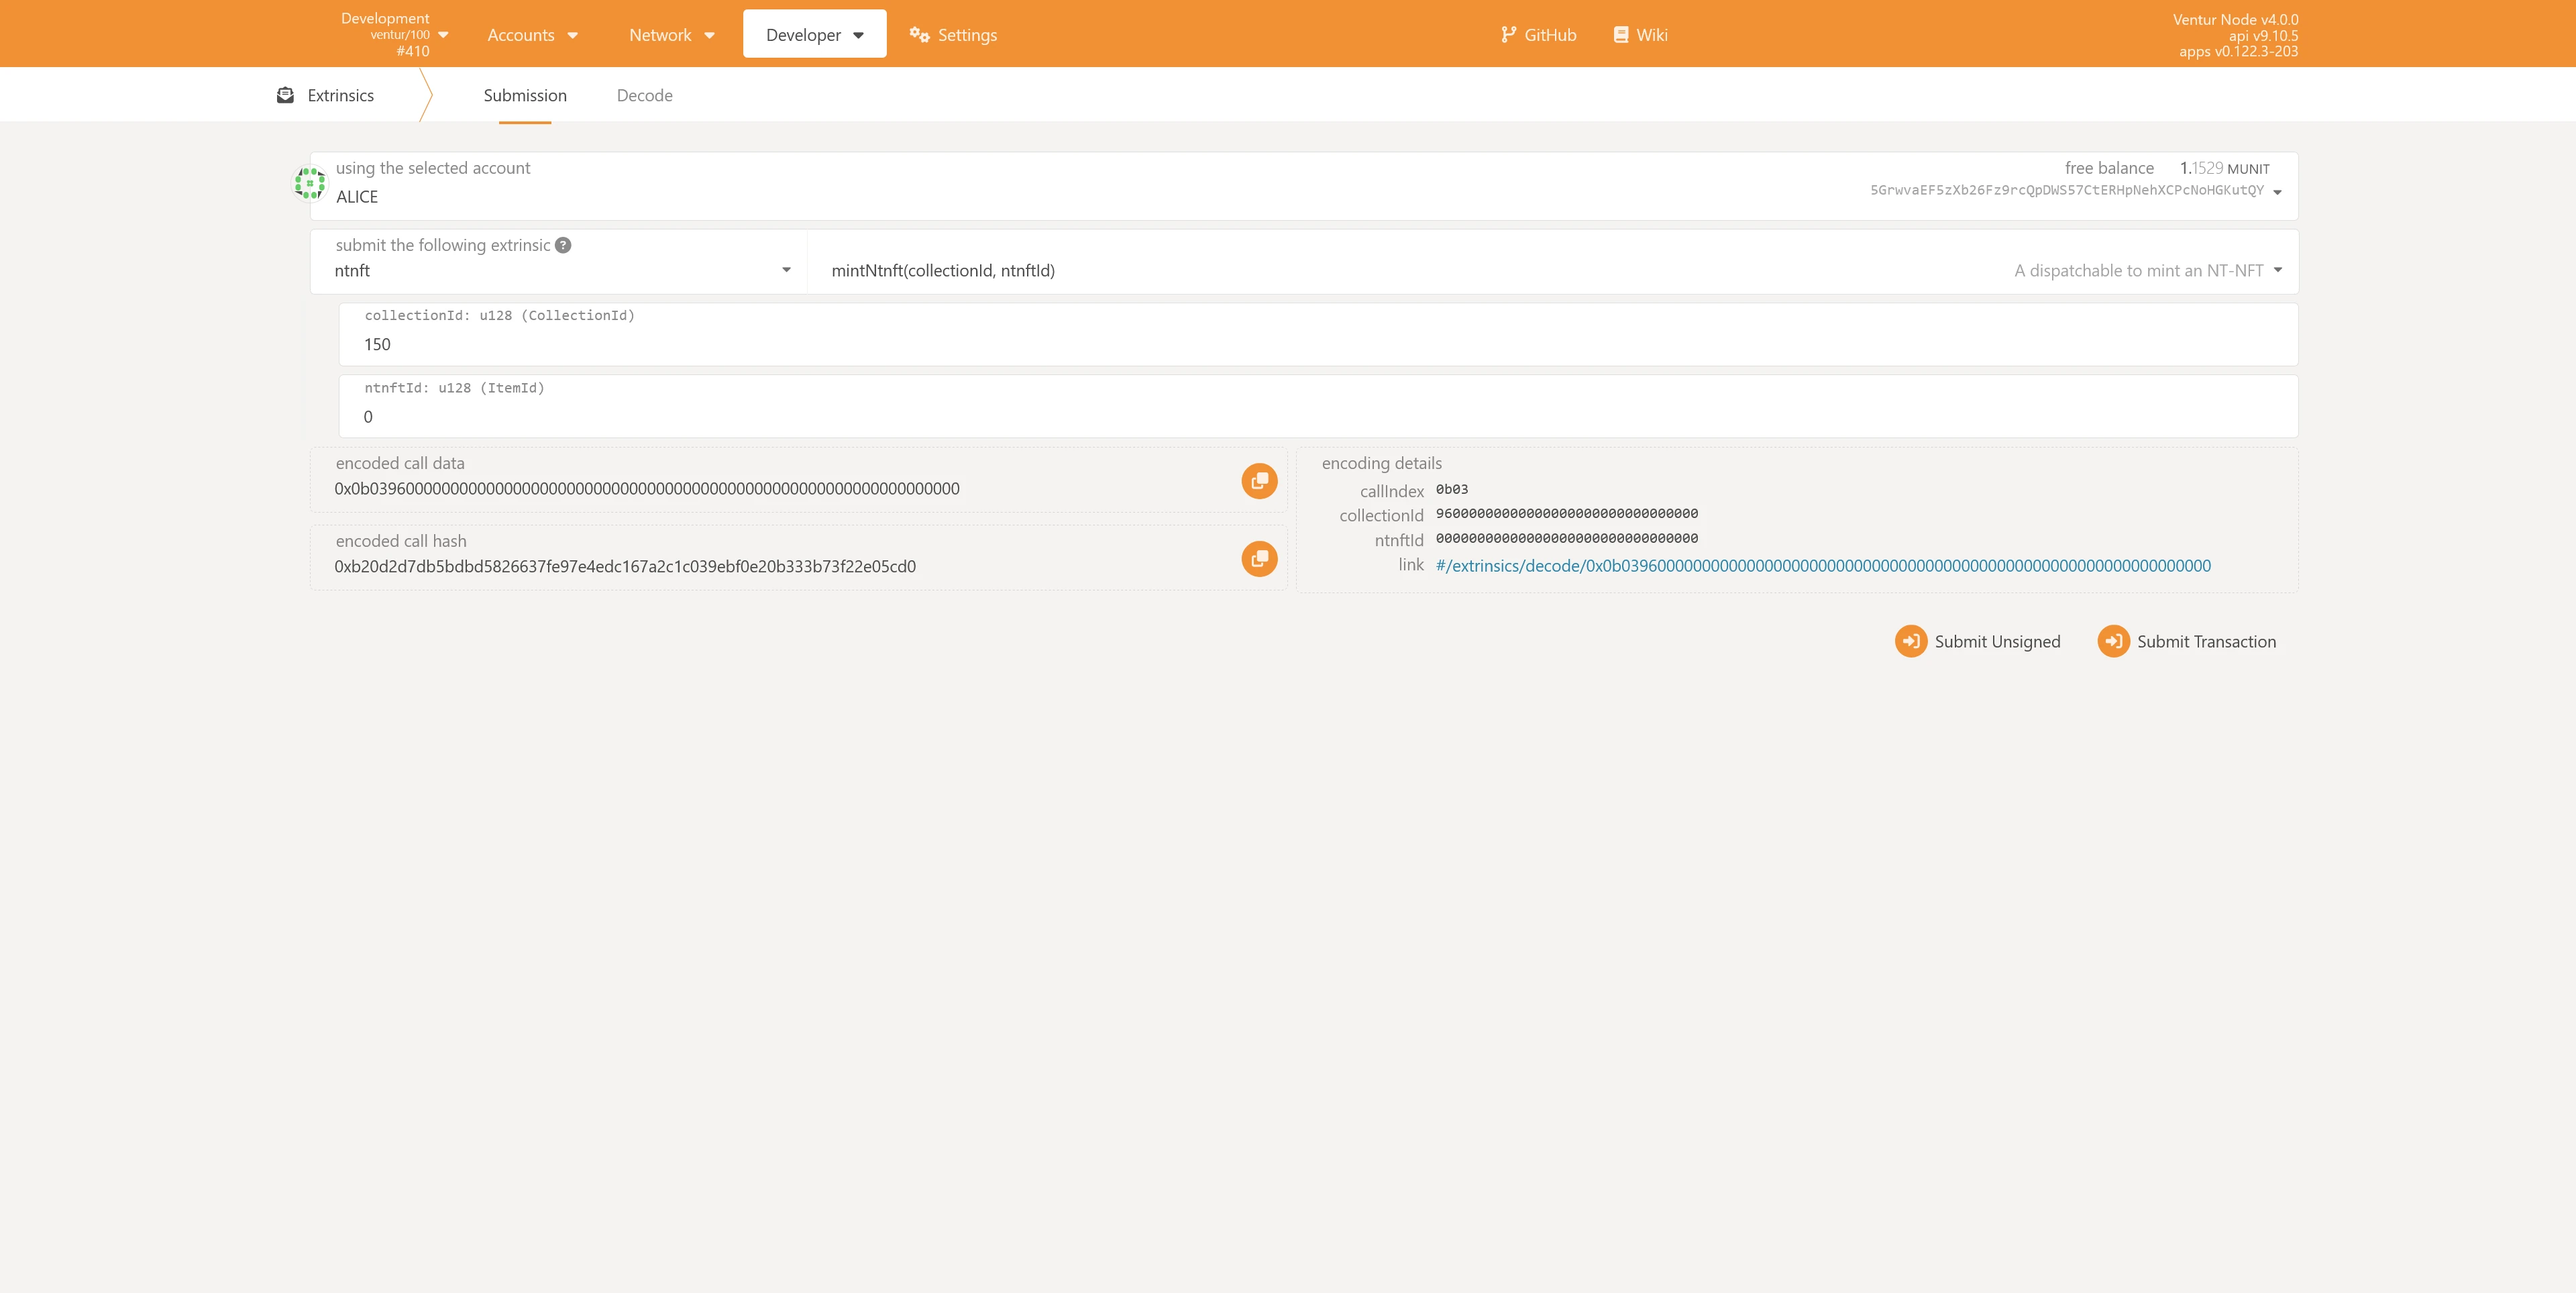 Development
ventur/100
#410
Accounts
Network
Developer
Settings
GitHub
Wiki
Ventur Node v4.0.0
api v9.10.5
apps v0.122.3-203
Extrinsics
Submission
Decode
using the selected account
ALICE
free balance 1.1529 MUNIT
5GrwvaEF5zXb26Fz9rcQpDWS57CtERHpNehXCPcNoHGKutQY
submit the following extrinsic ?
ntnft
mintNtnft(collectionId, ntnftId)
A dispatchable to mint an NT-NFT
collectionId: u128 (CollectionId)
150
ntnftId: u128 (ItemId)
0
encoded call data
0x0b039600000000000000000000000000000000000000000000000000000000000000
encoded call hash
0xb20d2d7db5bdbd5826637fe97e4edc167a2c1c039ebf0e20b333b73f22e05cd0
encoding details
callIndex 0b03
collectionId 96000000000000000000000000000000
ntnftId 00000000000000000000000000000000
link #/extrinsics/decode/0x0b039600000000000000000000000000000000000000000000000000000000000000
Submit Unsigned
Submit Transaction